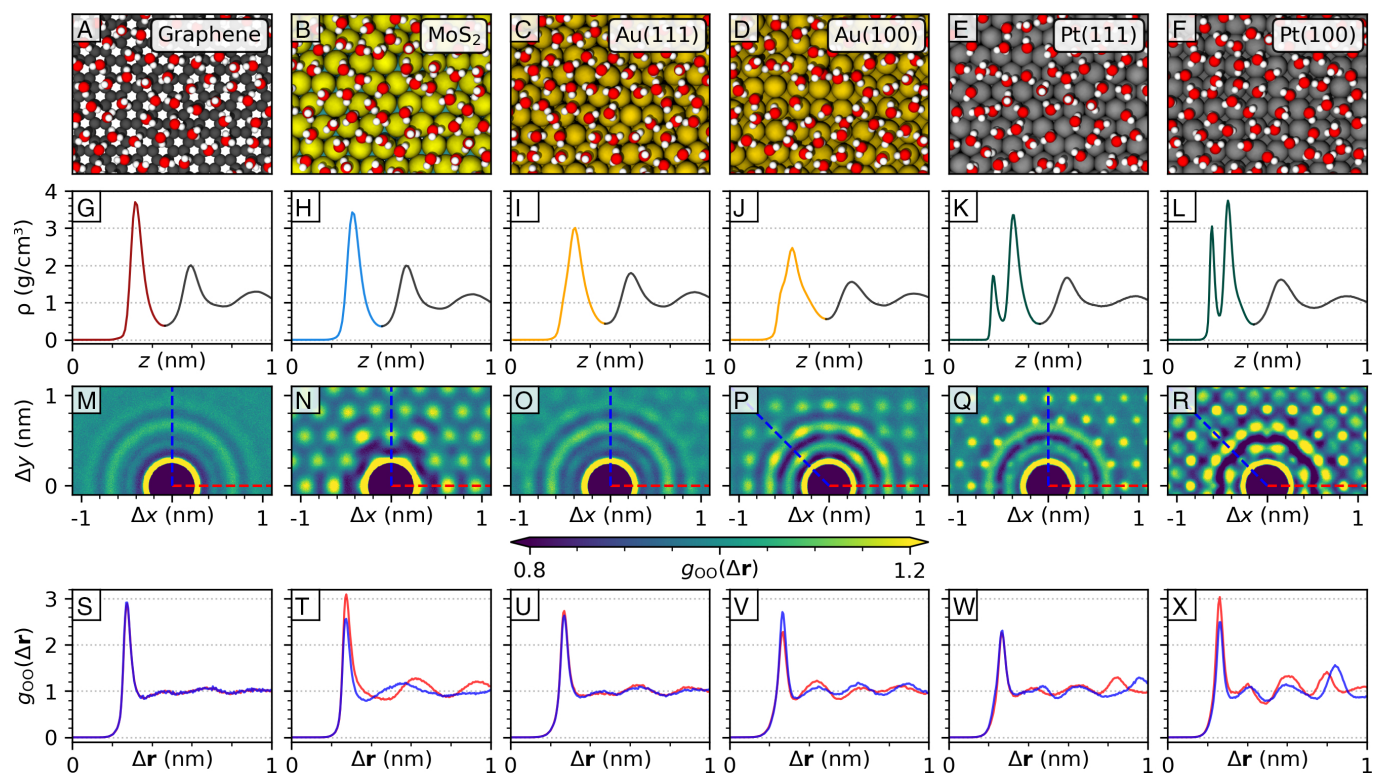 A Graphene B MoS₂ C Au(111) D Au(100) E Pt(111) F Pt(100)
4
3
2
1
0
ρ (g/cm³)
G H I J K L
0 z (nm) 1 0 z (nm) 1 0 z (nm) 1 0 z (nm) 1 0 z (nm) 1 0 z (nm) 1
1
0
Δy (nm)
M N O P Q R
-1 Δx (nm) 1 -1 Δx (nm) 1 -1 Δx (nm) 1 -1 Δx (nm) 1 -1 Δx (nm) 1 -1 Δx (nm) 1
0.8 gOO(Δr) 1.2
3
2
1
0
gOO(Δr)
S T U V W X
0 Δr (nm) 1 0 Δr (nm) 1 0 Δr (nm) 1 0 Δr (nm) 1 0 Δr (nm) 1 0 Δr (nm) 1